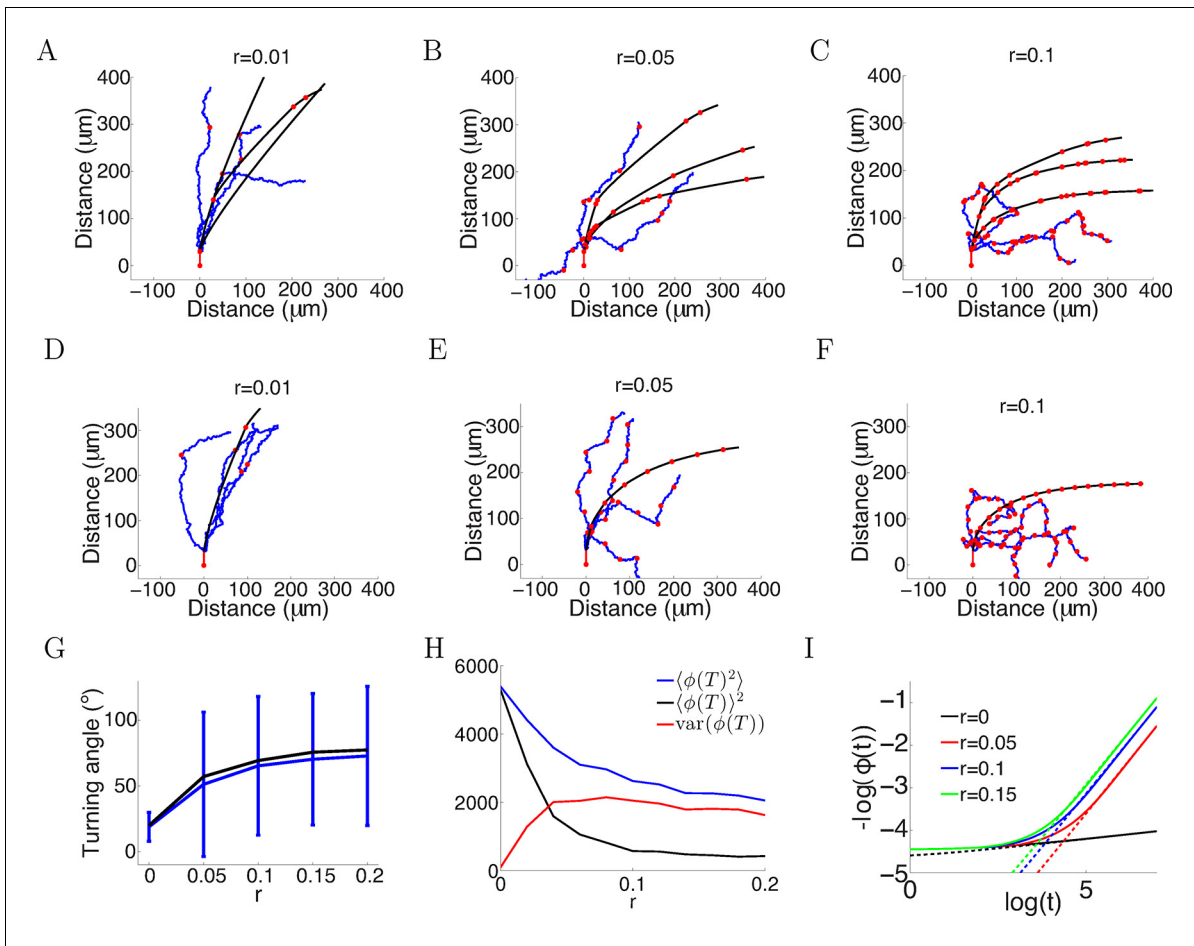 A
r=0.01
400
300
200
100
0
Distance (μm)
−100 0 100 200 300 400
Distance (μm)
B
r=0.05
400
300
200
100
0
Distance (μm)
−100 0 100 200 300 400
Distance (μm)
C
r=0.1
400
300
200
100
0
Distance (μm)
−100 0 100 200 300 400
Distance (μm)
D
r=0.01
300
200
100
0
Distance (μm)
−100 0 100 200 300 400
Distance (μm)
E
r=0.05
300
200
100
0
Distance (μm)
−100 0 100 200 300 400
Distance (μm)
F
r=0.1
300
200
100
0
Distance (μm)
−100 0 100 200 300 400
Distance (μm)
G
100
50
0
Turning angle (°)
0 0.05 0.1 0.15 0.2
r
H
6000
4000
2000
0
⟨ϕ(T)²⟩
⟨ϕ(T)⟩²
var(ϕ(T))
0 0.1 0.2
r
I
-1
-2
-3
-4
-5
-log(ϕ(t))
r=0
r=0.05
r=0.1
r=0.15
0 5
log(t)